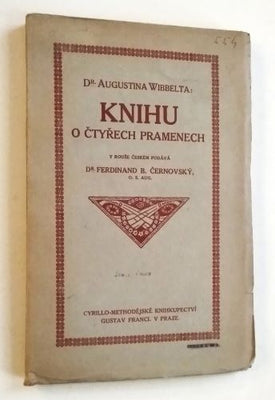 554
Dr. Augustina Wibbelta:
KNIHU
O ČTYŘECH PRAMENECH
V ROUŠE ČESKÉM PODÁVÁ
Dr. FERDINAND B. ČERNOVSKÝ,
O. S. AUG.
CYRILLO-METHODĚJSKÉ KNIHKUPECTVÍ
GUSTAV FRANCL V PRAZE.